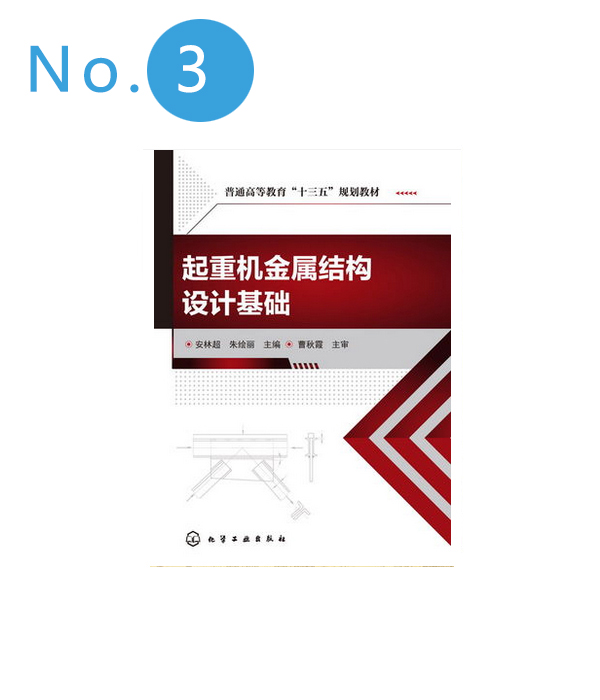 No.3
普通高等教育“十三五”规划教材
起重机金属结构
设计基础
安林超 朱绘丽 主编 曹秋霞 主审
化学工业出版社